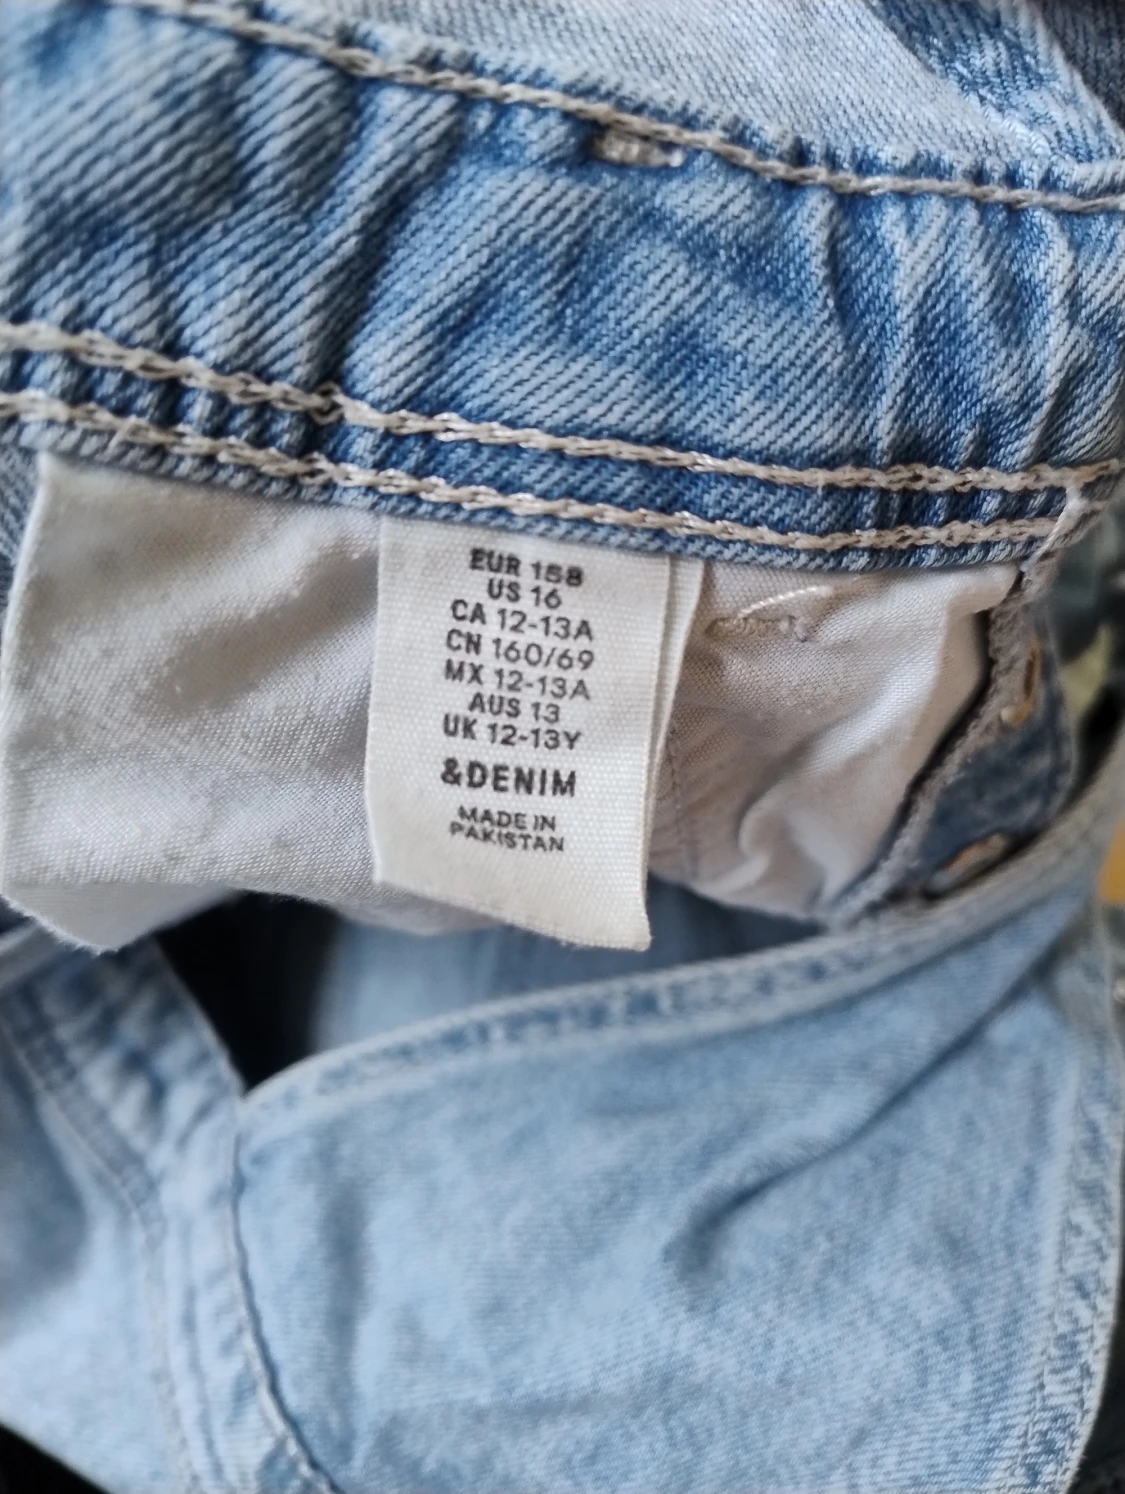 EUR 158
US 16
CA 12-13A
CN 160/69
MX 12-13A
AUS 13
UK 12-13Y
&DENIM
MADE IN
PAKISTAN